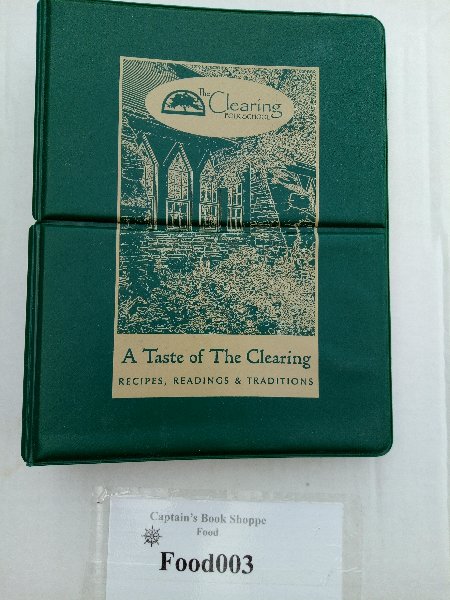 The
Clearing
FOLK SCHOOL
A Taste of The Clearing
RECIPES, READINGS & TRADITIONS
Captain's Book Shoppe
Food
Food003